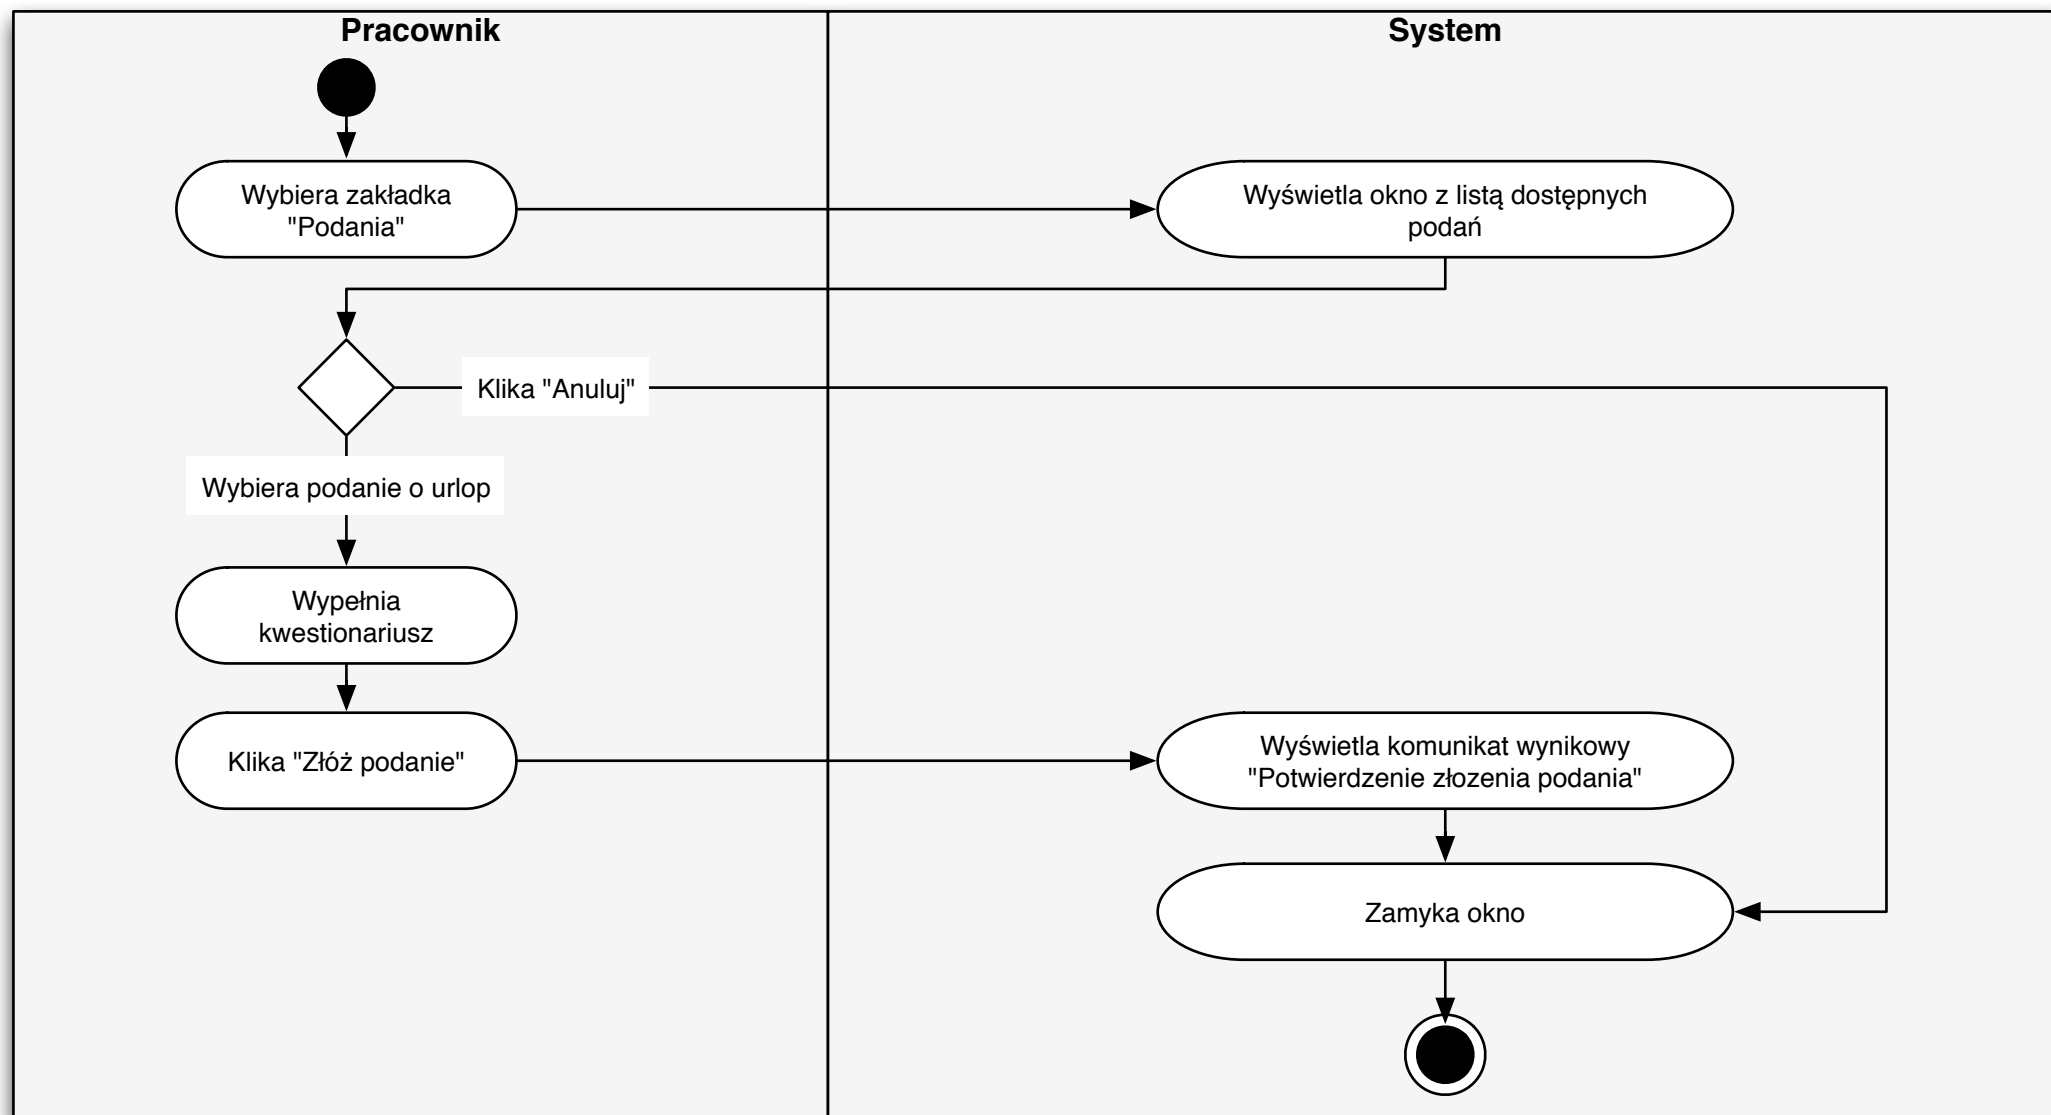 Pracownik
System
Wybiera zakładka
"Podania"
Wyświetla okno z listą dostępnych
podań
Klika "Anuluj"
Wybiera podanie o urlop
Wypełnia
kwestionariusz
Klika "Złóż podanie"
Wyświetla komunikat wynikowy
"Potwierdzenie złozenia podania"
Zamyka okno